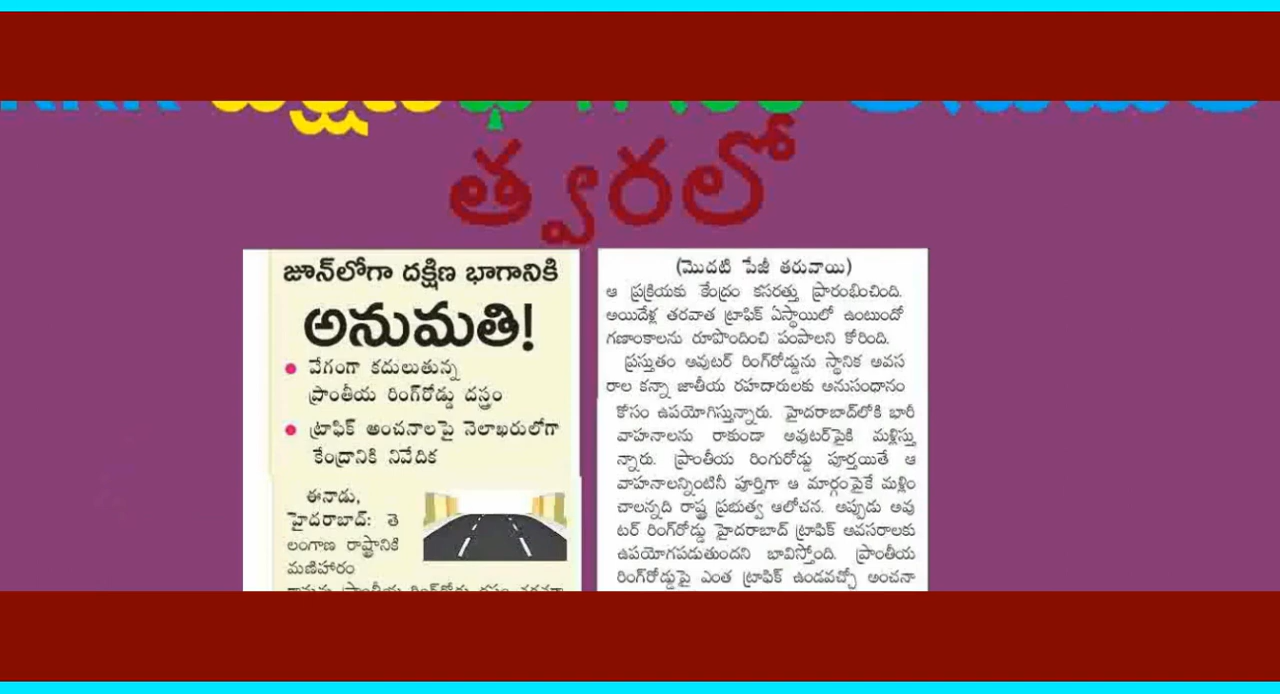 త్వరలో
జూన్‌లోగా దక్షిణ భాగానికి
అనుమతి!
వేగంగా కదులుతున్న
ప్రాంతీయ రింగ్‌రోడ్డు దస్త్రం
ట్రాఫిక్ అంచనాలపై నెలాఖరులోగా
కేంద్రానికి నివేదిక
ఈనాడు,
హైదరాబాద్: తె
లంగాణ రాష్ట్రానికి
మణిహారం
(మొదటి పేజీ తరువాయి)
ఆ ప్రక్రియకు కేంద్రం కసరత్తు ప్రారంభించింది.
అయిదేళ్ల తరవాత ట్రాఫిక్ ఏస్థాయిలో ఉంటుందో
గణాంకాలను రూపొందించి పంపాలని కోరింది.
ప్రస్తుతం అవుటర్ రింగ్‌రోడ్డును స్థానిక అవస
రాల కన్నా జాతీయ రహదారులకు అనుసంధానం
కోసం ఉపయోగిస్తున్నారు. హైదరాబాద్‌లోకి భారీ
వాహనాలను రాకుండా అవుటర్‌పైకి మళ్లిస్తు
న్నారు. ప్రాంతీయ రింగురోడ్డు పూర్తయితే ఆ
వాహనాలన్నింటినీ పూర్తిగా ఆ మార్గంపైకే మళ్లిం
చాలన్నది రాష్ట్ర ప్రభుత్వ ఆలోచన. అప్పుడు అవు
టర్ రింగ్‌రోడ్డు హైదరాబాద్ ట్రాఫిక్ అవసరాలకు
ఉపయోగపడుతుందని భావిస్తోంది. ప్రాంతీయ
రింగ్‌రోడ్డుపై ఎంత ట్రాఫిక్ ఉండవచ్చో అంచనా